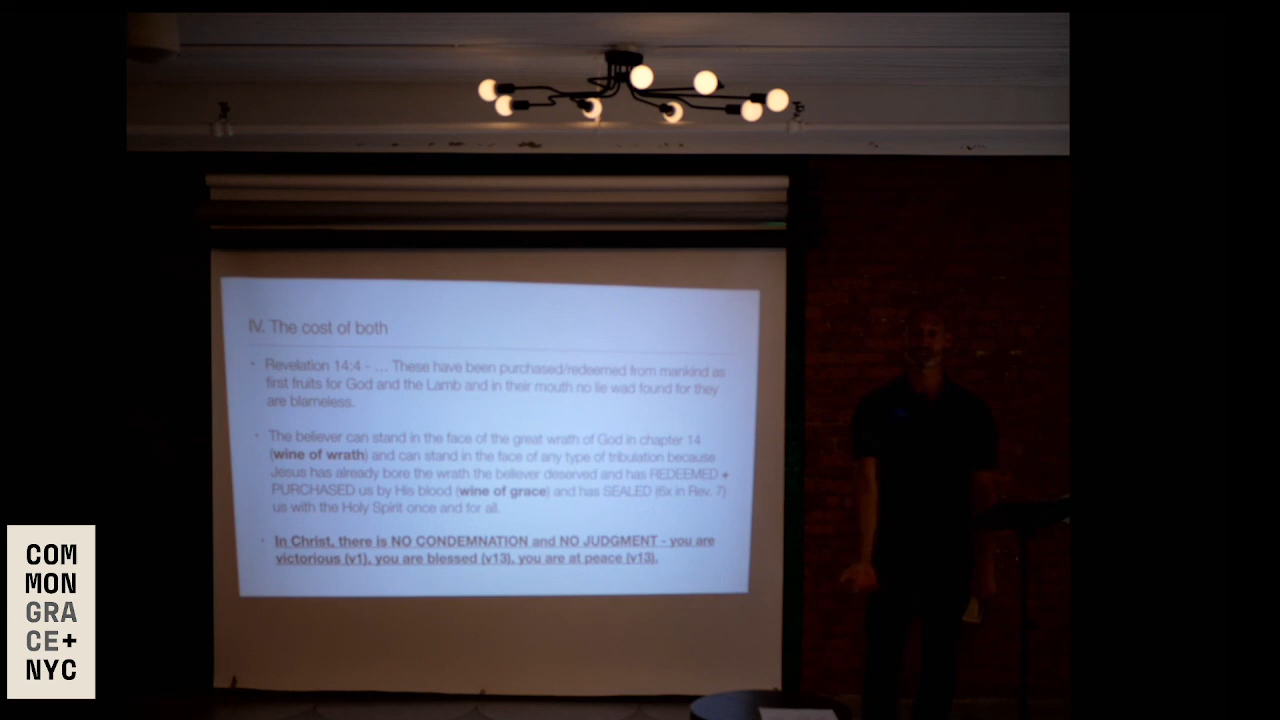 IV. The cost of both
• Revelation 14:4 - … These have been purchased/redeemed from mankind as
first fruits for God and the Lamb and in their mouth no lie wad found for they
are blameless.
• The believer can stand in the face of the great wrath of God in chapter 14
(wine of wrath) and can stand in the face of any type of tribulation because
Jesus has already bore the wrath the believer deserved and has REDEEMED +
PURCHASED us by His blood (wine of grace) and has SEALED (6x in Rev. 7)
us with the Holy Spirit once and for all.
• In Christ, there is NO CONDEMNATION and NO JUDGMENT - you are
victorious (v1), you are blessed (v13), you are at peace (v13).
COM
MON
GRA
CE+
NYC